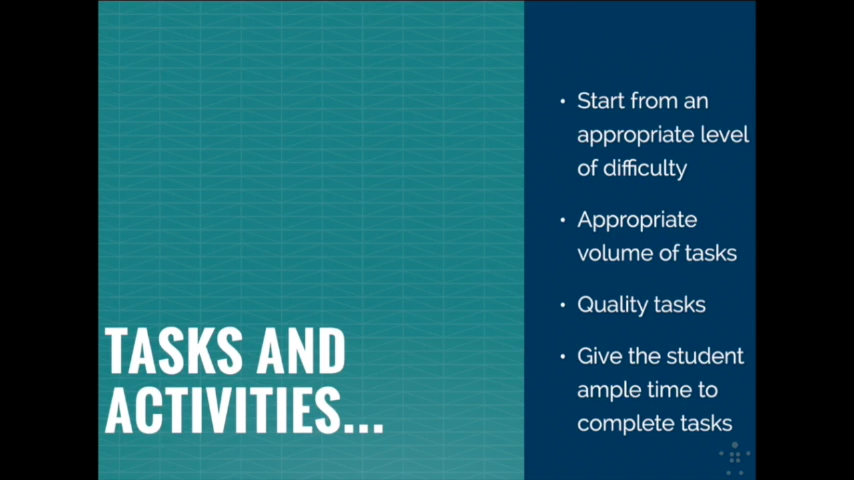 TASKS AND
ACTIVITIES...
• Start from an
appropriate level
of difficulty
• Appropriate
volume of tasks
• Quality tasks
• Give the student
ample time to
complete tasks